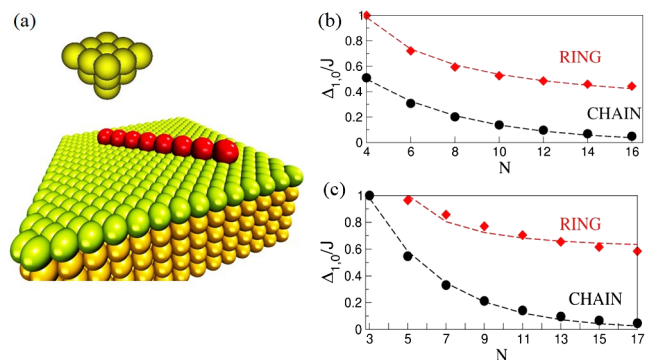 (a)
(b)
1
0.8
0.6
0.4
0.2
0
Δ1,0/J
RING
CHAIN
4 6 8 10 12 14 16
N
(c)
1
0.8
0.6
0.4
0.2
0
Δ1,0/J
RING
CHAIN
3 5 7 9 11 13 15 17
N